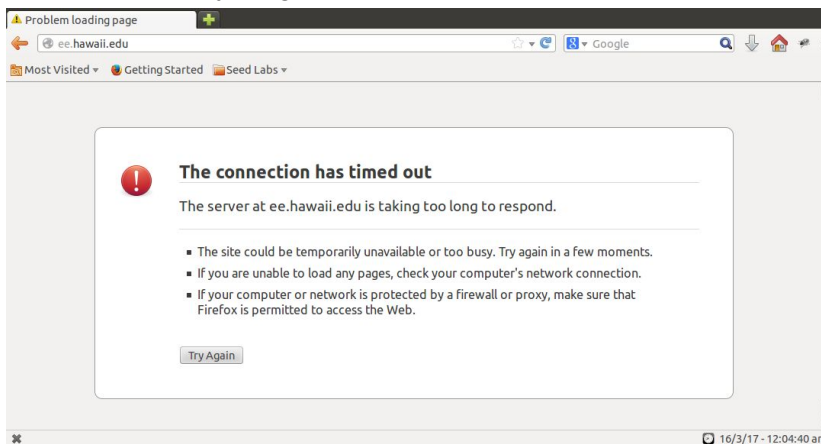 Problem loading page
ee.hawaii.edu
Google
Most Visited
Getting Started
Seed Labs
The connection has timed out
The server at ee.hawaii.edu is taking too long to respond.
The site could be temporarily unavailable or too busy. Try again in a few moments.
If you are unable to load any pages, check your computer's network connection.
If your computer or network is protected by a firewall or proxy, make sure that
Firefox is permitted to access the Web.
Try Again
16/3/17 - 12:04:40 am